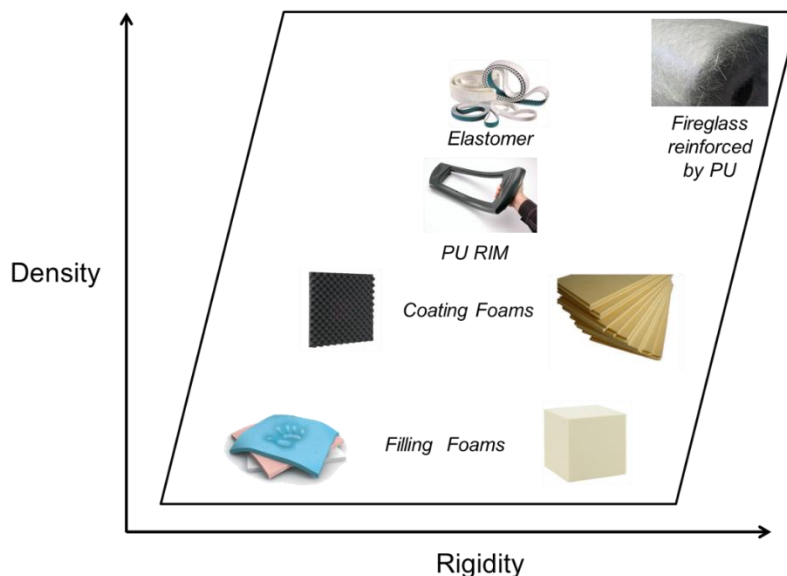 Elastomer
Fireglass
reinforced
by PU
PU RIM
Density
Coating Foams
Filling Foams
Rigidity